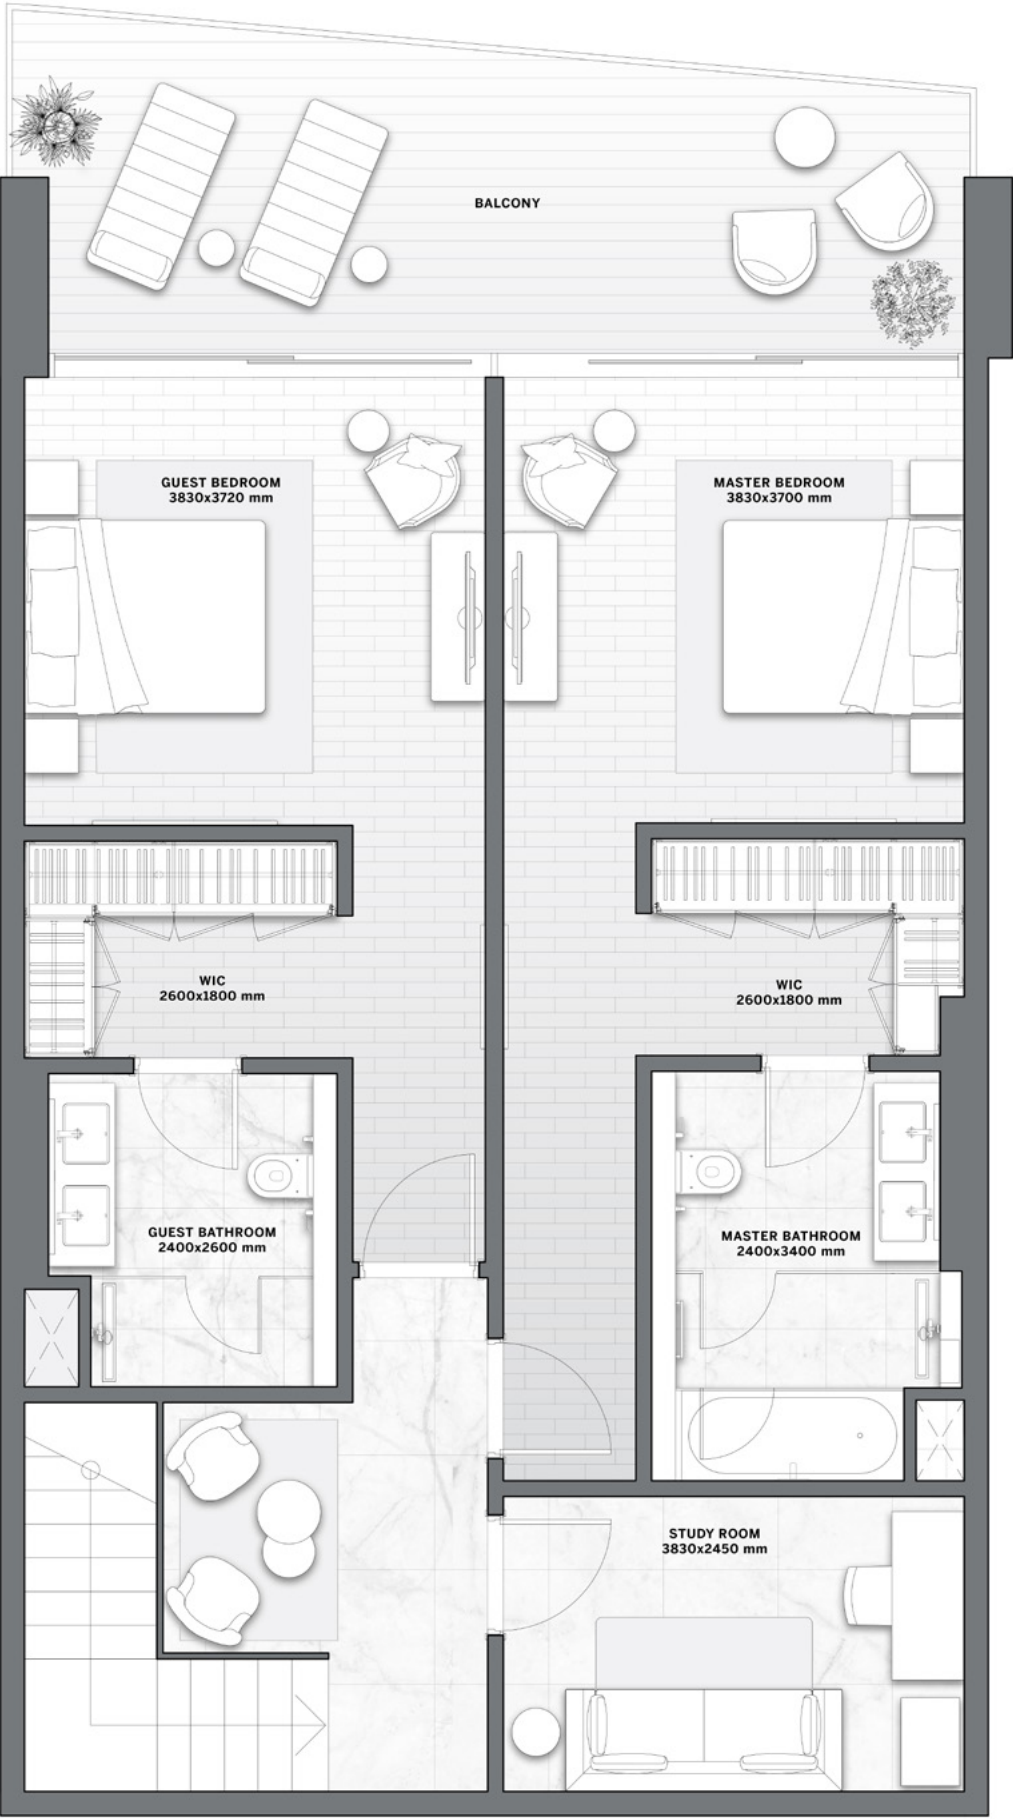 BALCONY
GUEST BEDROOM
3830x3720 mm
MASTER BEDROOM
3830x3700 mm
WIC
2600x1800 mm
WIC
2600x1800 mm
GUEST BATHROOM
2400x2600 mm
MASTER BATHROOM
2400x3400 mm
STUDY ROOM
3830x2450 mm